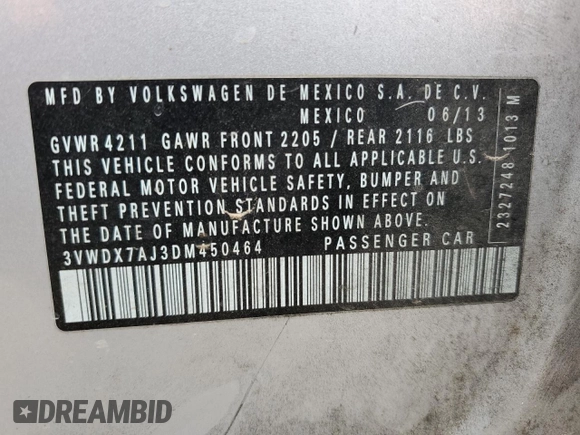 MFD BY VOLKSWAGEN DE MEXICO S.A. DE C.V.
MEXICO 06/13
GVWR 4211 GAWR FRONT 2205 / REAR 2116 LBS
THIS VEHICLE CONFORMS TO ALL APPLICABLE U.S.
FEDERAL MOTOR VEHICLE SAFETY, BUMPER AND
THEFT PREVENTION STANDARDS IN EFFECT ON
THE DATE OF MANUFACTURE SHOWN ABOVE.
3VWDX7AJ3DM450464 PASSENGER CAR
2327248 1013 M
DREAMBID